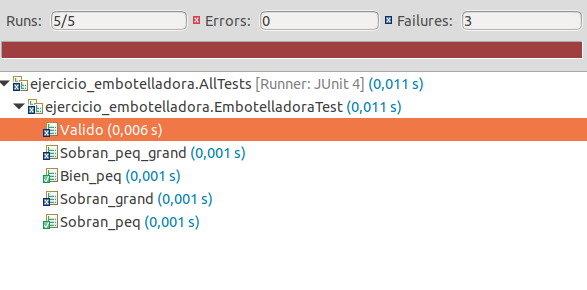 Runs: 5/5 Errors: 0 Failures: 3
ejercicio_embotelladora.AllTests [Runner: JUnit 4] (0,011 s)
ejercicio_embotelladora.EmbotelladoraTest (0,011 s)
Valido (0,006 s)
Sobran_peq_grand (0,001 s)
Bien_peq (0,001 s)
Sobran_grand (0,001 s)
Sobran_peq (0,001 s)